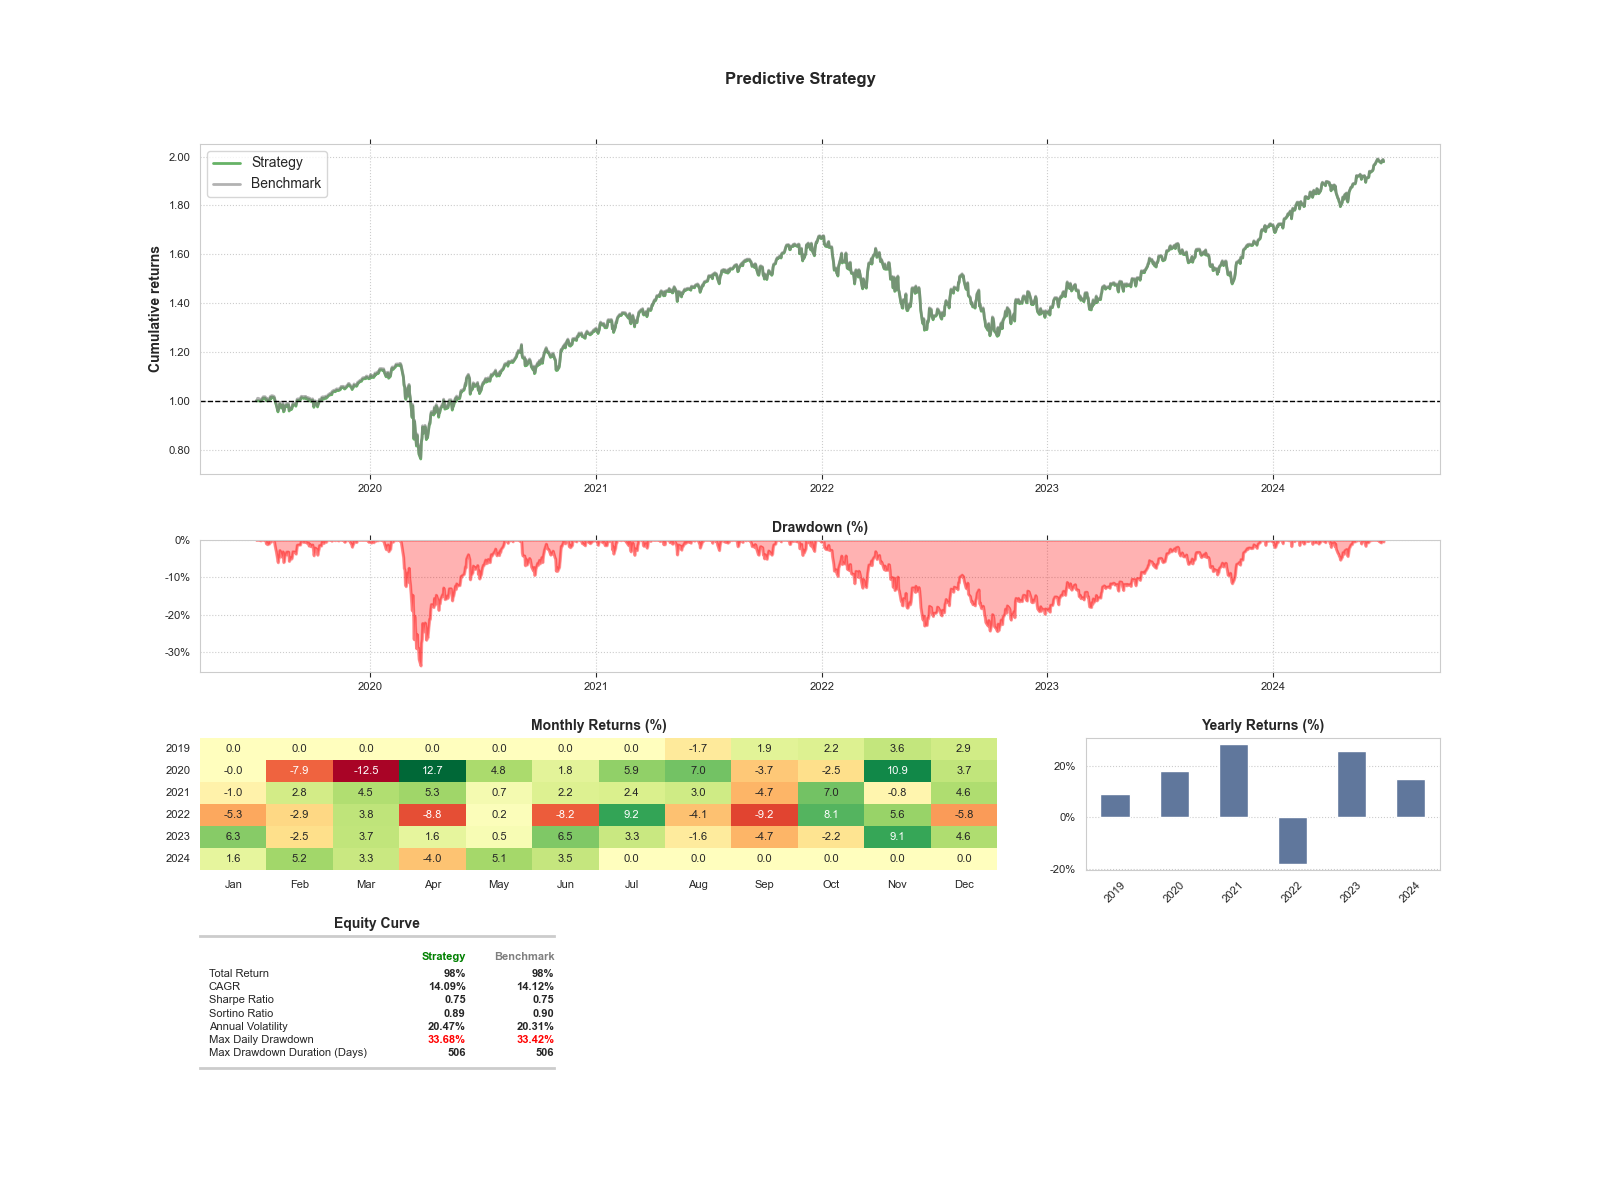 Predictive Strategy
Strategy
Benchmark
Cumulative returns
2.00
1.80
1.60
1.40
1.20
1.00
0.80
2020 2021 2022 2023 2024
Drawdown (%)
0%
-10%
-20%
-30%
2020 2021 2022 2023 2024
Monthly Returns (%)
2019 0.0 0.0 0.0 0.0 0.0 0.0 0.0 -1.7 1.9 2.2 3.6 2.9
2020 -0.0 -7.9 -12.5 12.7 4.8 1.8 5.9 7.0 -3.7 -2.5 10.9 3.7
2021 -1.0 2.8 4.5 5.3 0.7 2.2 2.4 3.0 -4.7 7.0 -0.8 4.6
2022 -5.3 -2.9 3.8 -8.8 0.2 -8.2 9.2 -4.1 -9.2 8.1 5.6 -5.8
2023 6.3 -2.5 3.7 1.6 0.5 6.5 3.3 -1.6 -4.7 -2.2 9.1 4.6
2024 1.6 5.2 3.3 -4.0 5.1 3.5 0.0 0.0 0.0 0.0 0.0 0.0
Jan Feb Mar Apr May Jun Jul Aug Sep Oct Nov Dec
Yearly Returns (%)
20%
0%
-20%
2019 2020 2021 2022 2023 2024
Equity Curve
Strategy Benchmark
Total Return 98% 98%
CAGR 14.09% 14.12%
Sharpe Ratio 0.75 0.75
Sortino Ratio 0.89 0.90
Annual Volatility 20.47% 20.31%
Max Daily Drawdown 33.68% 33.42%
Max Drawdown Duration (Days) 506 506